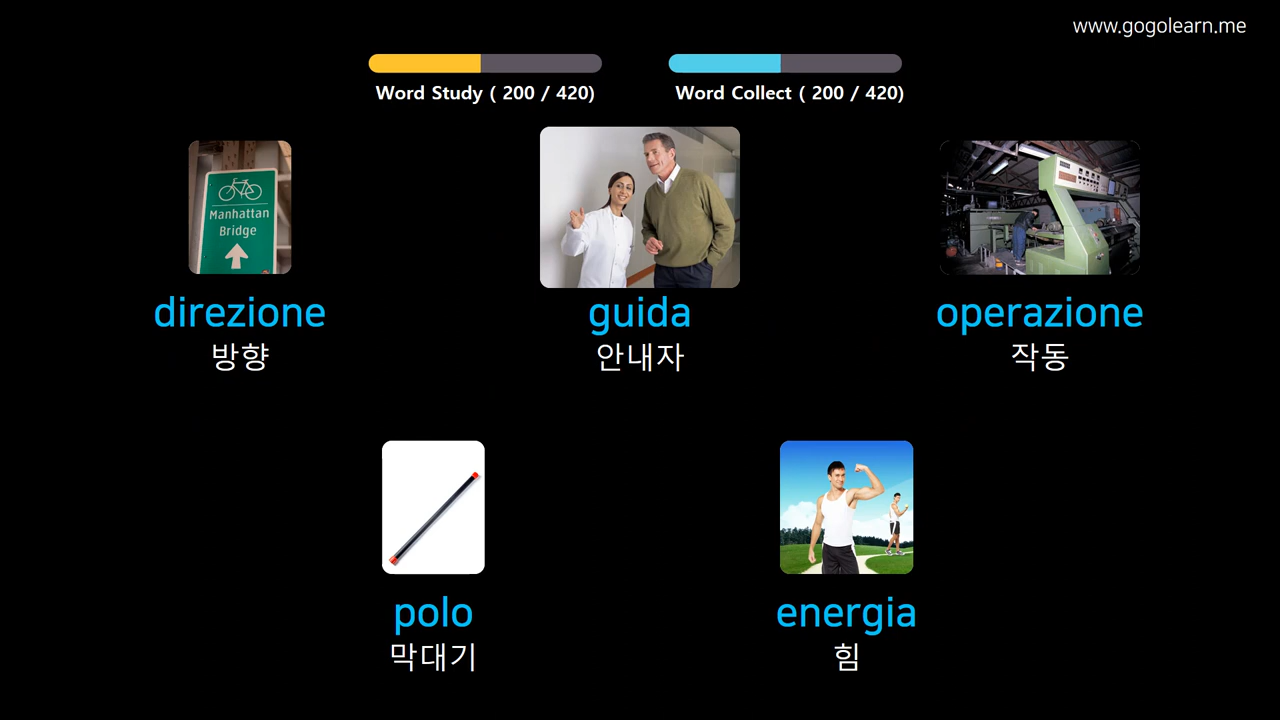 www.gogolearn.me
Word Study ( 200 / 420)
Word Collect ( 200 / 420)
Manhattan
Bridge
direzione
방향
guida
안내자
operazione
작동
polo
막대기
energia
힘